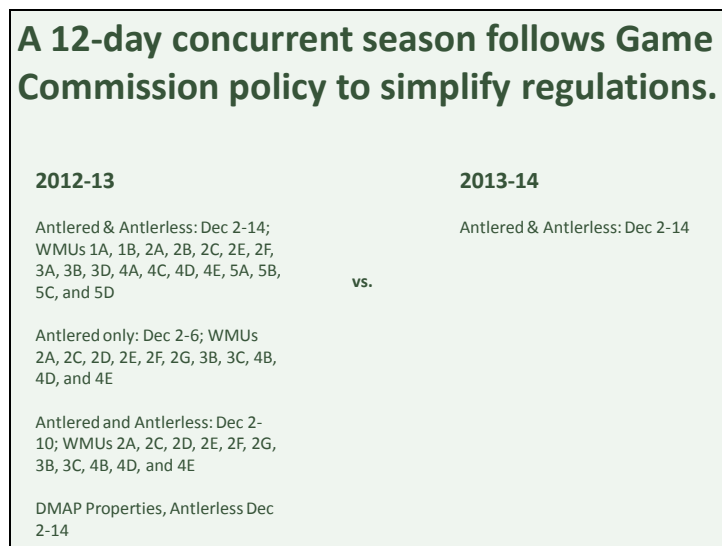 A 12-day concurrent season follows Game
Commission policy to simplify regulations.
2012-13
Antlered & Antlerless: Dec 2-14;
WMUs 1A, 1B, 2A, 2B, 2C, 2E, 2F,
3A, 3B, 3D, 4A, 4C, 4D, 4E, 5A, 5B,
5C, and 5D
Antlered only: Dec 2-6; WMUs
2A, 2C, 2D, 2E, 2F, 2G, 3B, 3C, 4B,
4D, and 4E
Antlered and Antlerless: Dec 2-
10; WMUs 2A, 2C, 2D, 2E, 2F, 2G,
3B, 3C, 4B, 4D, and 4E
DMAP Properties, Antlerless Dec
2-14
vs.
2013-14
Antlered & Antlerless: Dec 2-14